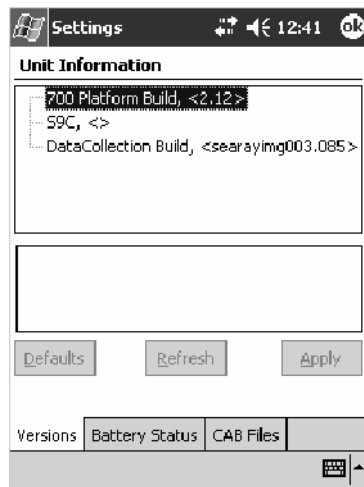 Settings 12:41 ok
Unit Information
700 Platform Build, <2.12>
S9C, <>
DataCollection Build, <searayimg003.085>
Defaults Refresh Apply
Versions Battery Status CAB Files